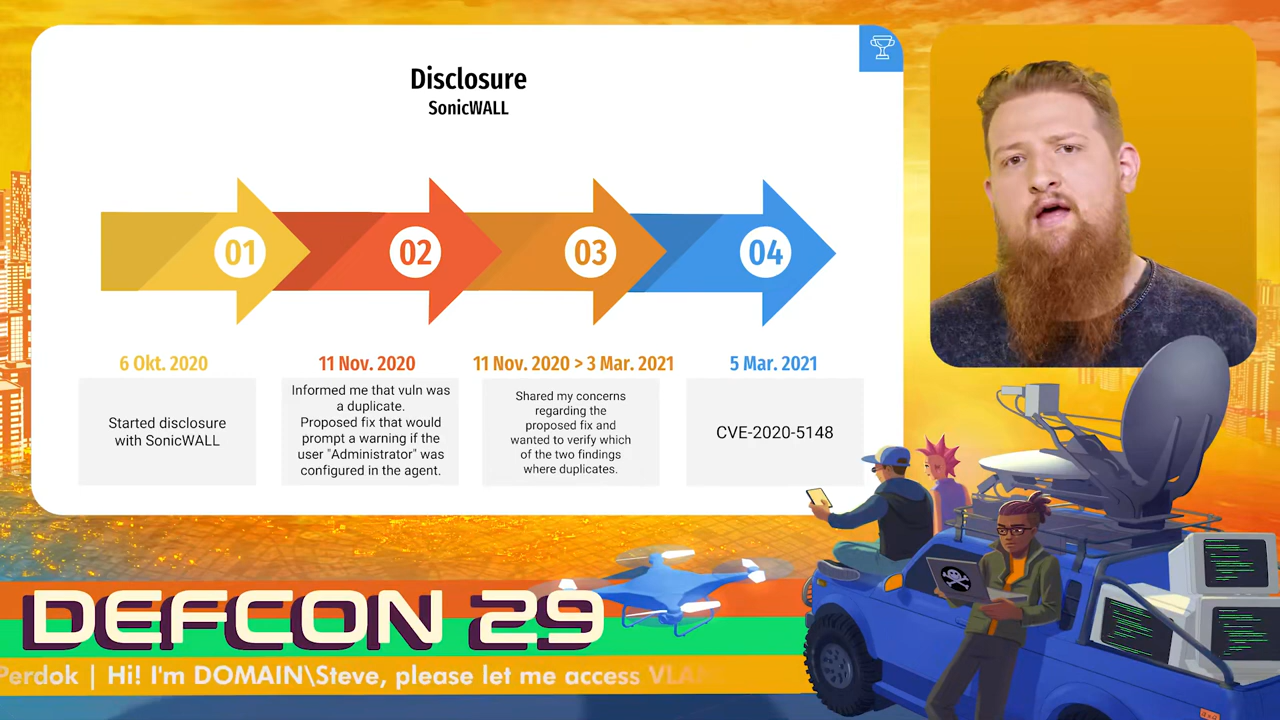 Disclosure
SonicWALL
01
02
03
04
6 Okt. 2020
Started disclosure
with SonicWALL
11 Nov. 2020
Informed me that vuln was
a duplicate.
Proposed fix that would
prompt a warning if the
user "Administrator" was
configured in the agent.
11 Nov. 2020 > 3 Mar. 2021
Shared my concerns
regarding the
proposed fix and
wanted to verify which
of the two findings
where duplicates.
5 Mar. 2021
CVE-2020-5148
DEFCON 29
Perdok | Hi! I'm DOMAIN\Steve, please let me access VLAN